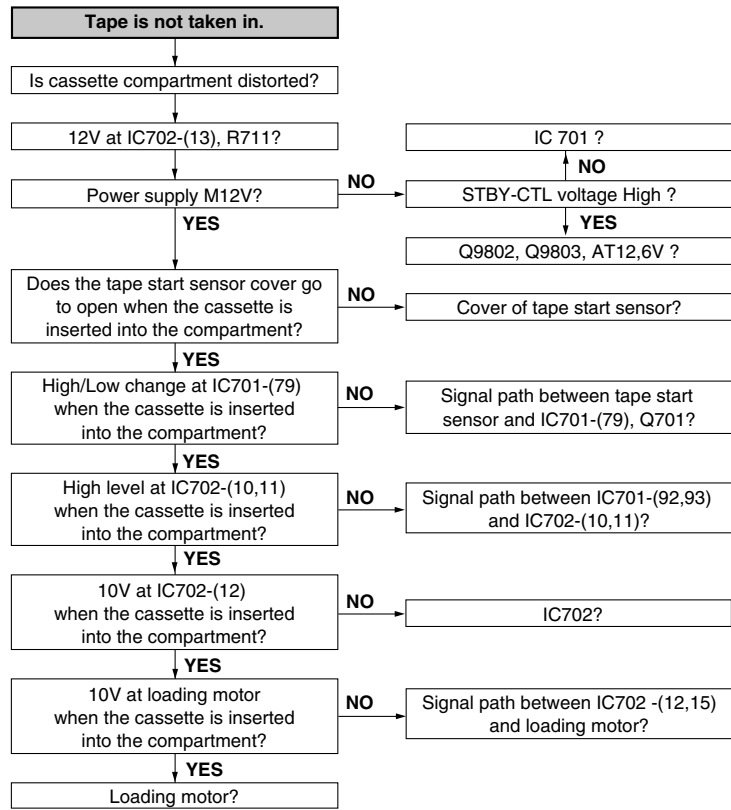 Tape is not taken in.
Is cassette compartment distorted?
12V at IC702-(13), R711?
IC 701 ?
NO
Power supply M12V?
NO
STBY-CTL voltage High ?
YES
YES
Q9802, Q9803, AT12,6V ?
Does the tape start sensor cover go
to open when the cassette is
inserted into the compartment?
NO
Cover of tape start sensor?
YES
High/Low change at IC701-(79)
when the cassette is inserted
into the compartment?
NO
Signal path between tape start
sensor and IC701-(79), Q701?
YES
High level at IC702-(10,11)
when the cassette is inserted
into the compartment?
NO
Signal path between IC701-(92,93)
and IC702-(10,11)?
YES
10V at IC702-(12)
when the cassette is inserted
into the compartment?
NO
IC702?
YES
10V at loading motor
when the cassette is inserted
into the compartment?
NO
Signal path between IC702 -(12,15)
and loading motor?
YES
Loading motor?